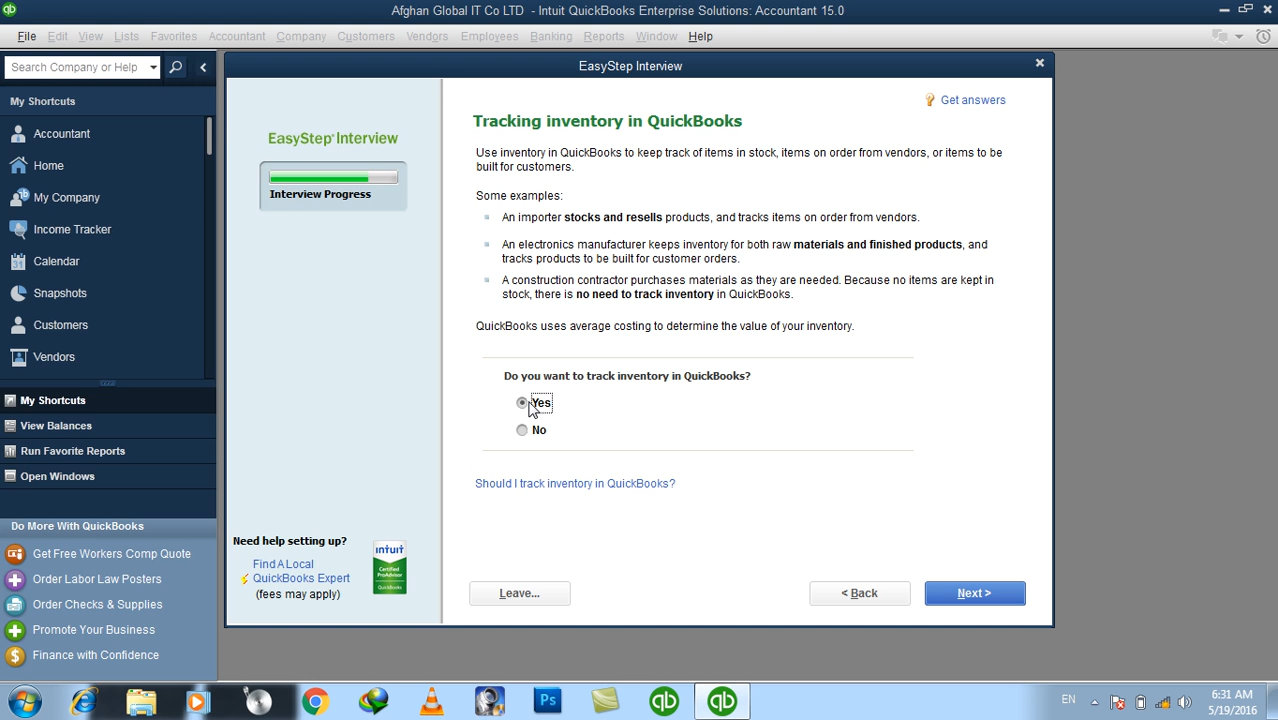 Afghan Global IT Co LTD - Intuit QuickBooks Enterprise Solutions: Accountant 15.0
File Edit View Lists Favorites Accountant Company Customers Vendors Employees Banking Reports Window Help
Search Company or Help
My Shortcuts
Accountant
Home
My Company
Income Tracker
Calendar
Snapshots
Customers
Vendors
My Shortcuts
View Balances
Run Favorite Reports
Open Windows
Do More With QuickBooks
Get Free Workers Comp Quote
Order Labor Law Posters
Order Checks & Supplies
Promote Your Business
Finance with Confidence
EasyStep Interview
EasyStep Interview
Interview Progress
Need help setting up?
Find A Local
QuickBooks Expert
(fees may apply)
intuit
Certified
ProAdvisor
QuickBooks
Get answers
Tracking inventory in QuickBooks
Use inventory in QuickBooks to keep track of items in stock, items on order from vendors, or items to be
built for customers.
Some examples:
An importer stocks and resells products, and tracks items on order from vendors.
An electronics manufacturer keeps inventory for both raw materials and finished products, and
tracks products to be built for customer orders.
A construction contractor purchases materials as they are needed. Because no items are kept in
stock, there is no need to track inventory in QuickBooks.
QuickBooks uses average costing to determine the value of your inventory.
Do you want to track inventory in QuickBooks?
Yes
No
Should I track inventory in QuickBooks?
Leave...
< Back
Next >
qb
Ps
qb
qb
EN
6:31 AM
5/19/2016